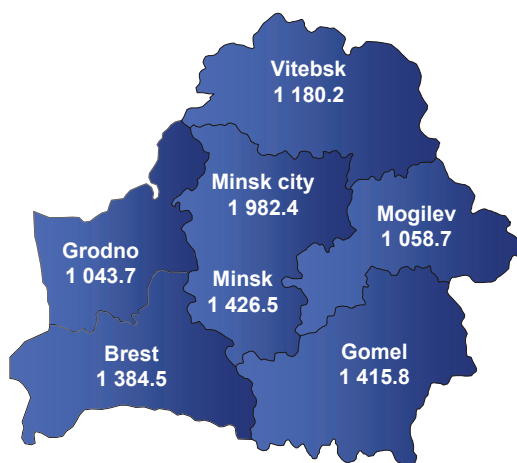 Vitebsk
1 180.2
Minsk city
1 982.4
Mogilev
1 058.7
Grodno
1 043.7
Minsk
1 426.5
Brest
1 384.5
Gomel
1 415.8